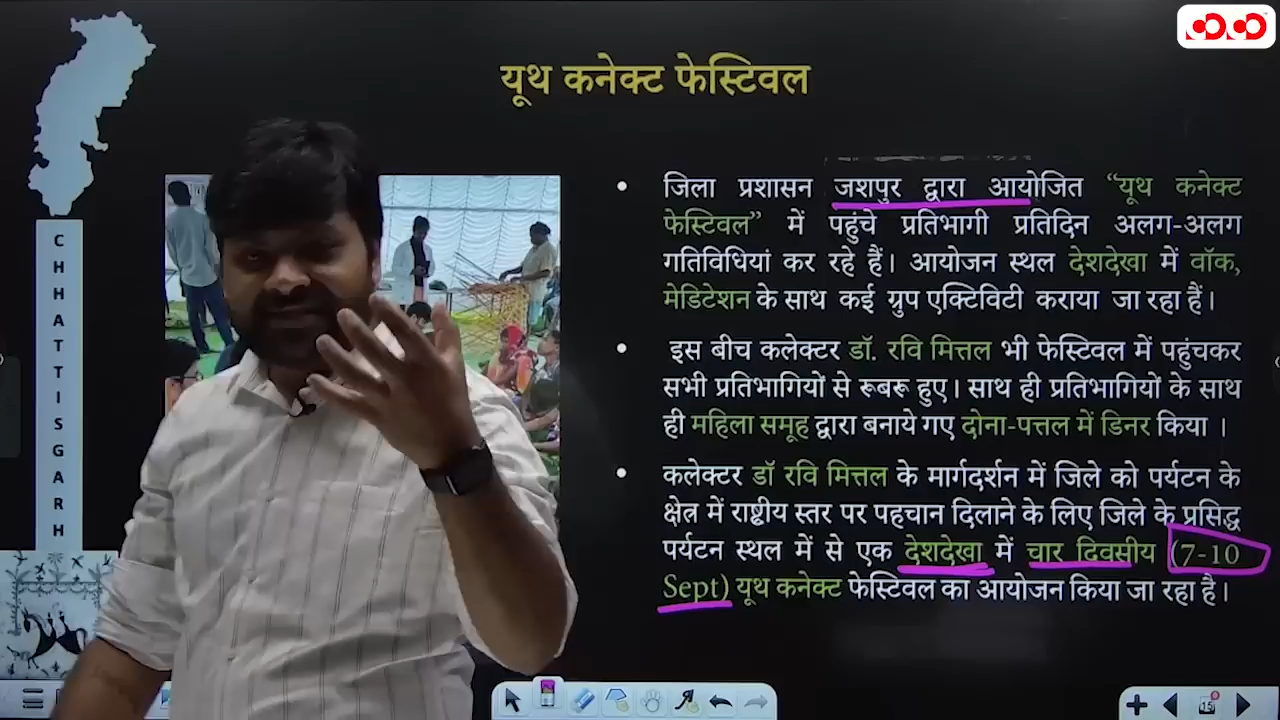 यूथ कनेक्ट फेस्टिवल
CHHATTISGARH
• जिला प्रशासन जशपुर द्वारा आयोजित “यूथ कनेक्ट
फेस्टिवल” में पहुंचे प्रतिभागी प्रतिदिन अलग-अलग
गतिविधियां कर रहे हैं। आयोजन स्थल देशदेखा में वॉक,
मेडिटेशन के साथ कई ग्रुप एक्टिविटी कराया जा रहा हैं।
• इस बीच कलेक्टर डॉ. रवि मित्तल भी फेस्टिवल में पहुंचकर
सभी प्रतिभागियों से रूबरू हुए। साथ ही प्रतिभागियों के साथ
ही महिला समूह द्वारा बनाये गए दोना-पत्तल में डिनर किया ।
• कलेक्टर डॉ रवि मित्तल के मार्गदर्शन में जिले को पर्यटन के
क्षेत्र में राष्ट्रीय स्तर पर पहचान दिलाने के लिए जिले के प्रसिद्ध
पर्यटन स्थल में से एक देशदेखा में चार दिवसीय (7-10
Sept) यूथ कनेक्ट फेस्टिवल का आयोजन किया जा रहा है।
15